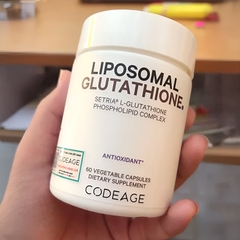 LIPOSOMAL
GLUTATHIONE
SETRIA® L-GLUTATHIONE
PHOSPHOLIPID COMPLEX
ANTIOXIDANT*
60 VEGETABLE CAPSULES
DIETARY SUPPLEMENT
CODEAGE
CODEAGE